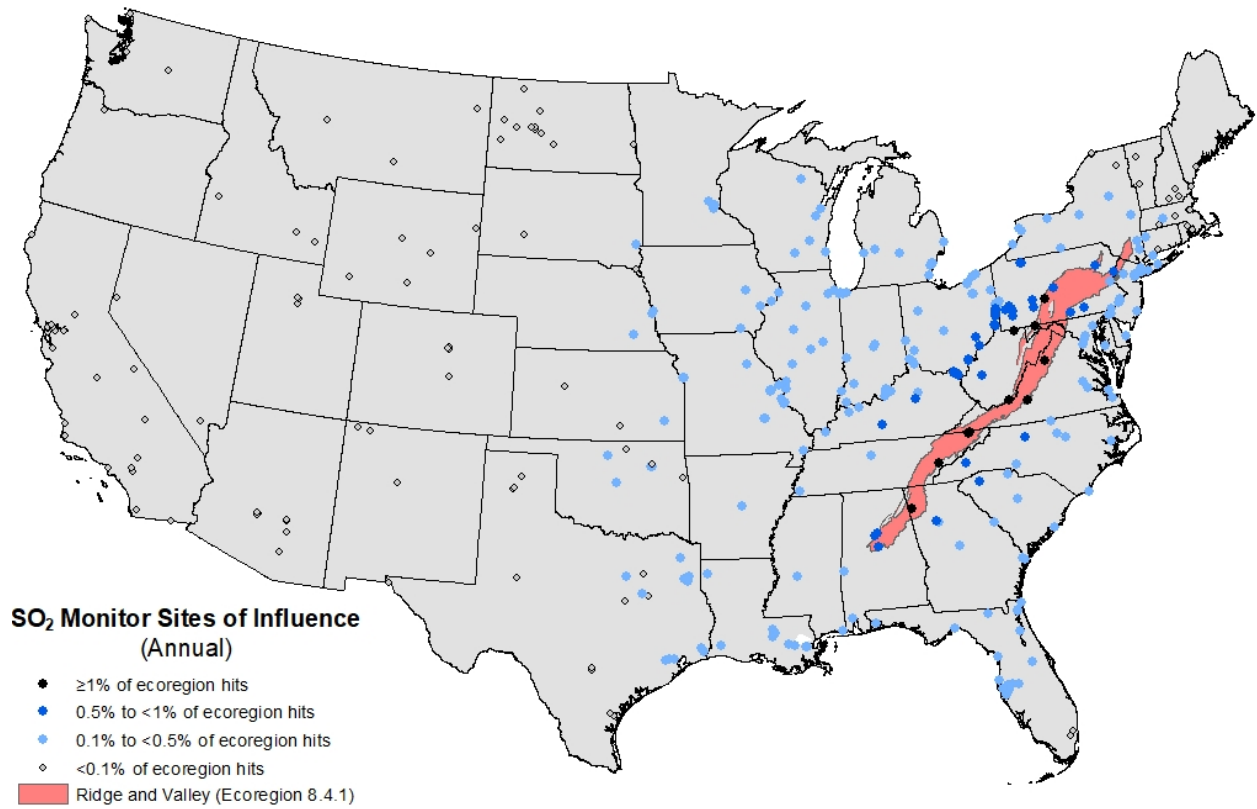 SO₂ Monitor Sites of Influence
(Annual)
≥1% of ecoregion hits
0.5% to <1% of ecoregion hits
0.1% to <0.5% of ecoregion hits
<0.1% of ecoregion hits
Ridge and Valley (Ecoregion 8.4.1)